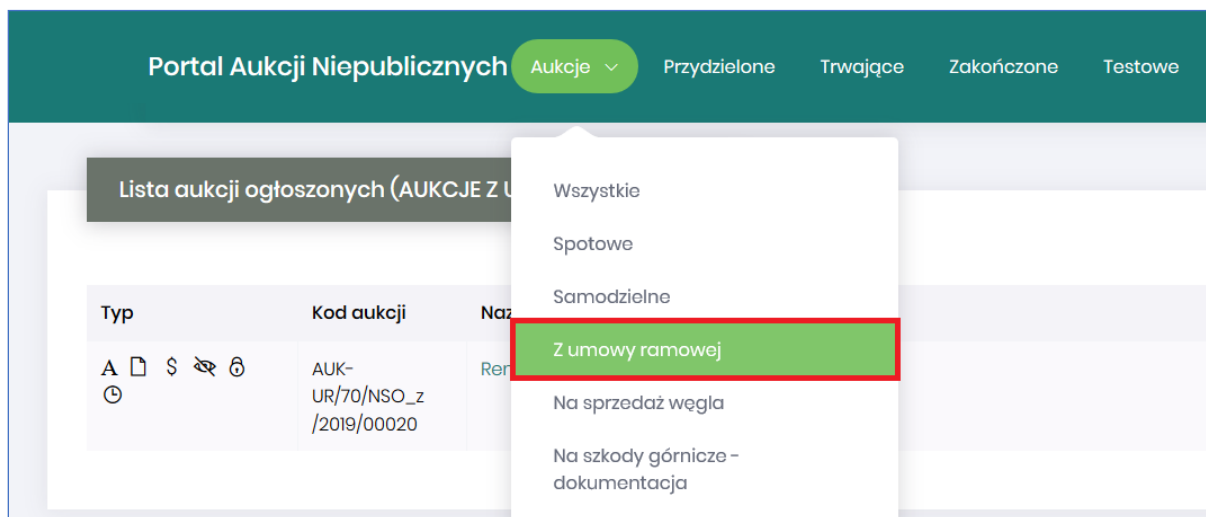 Portal Aukcji Niepublicznych Aukcje Przydzielone Trwające Zakończone Testowe
Lista aukcji ogłoszonych (AUKCJE Z
Wszystkie
Spotowe
Samodzielne
Z umowy ramowej
Na sprzedaż węgla
Na szkody górnicze -
dokumentacja
Typ Kod aukcji
A $ AUK-
UR/70/NSO_z
/2019/00020